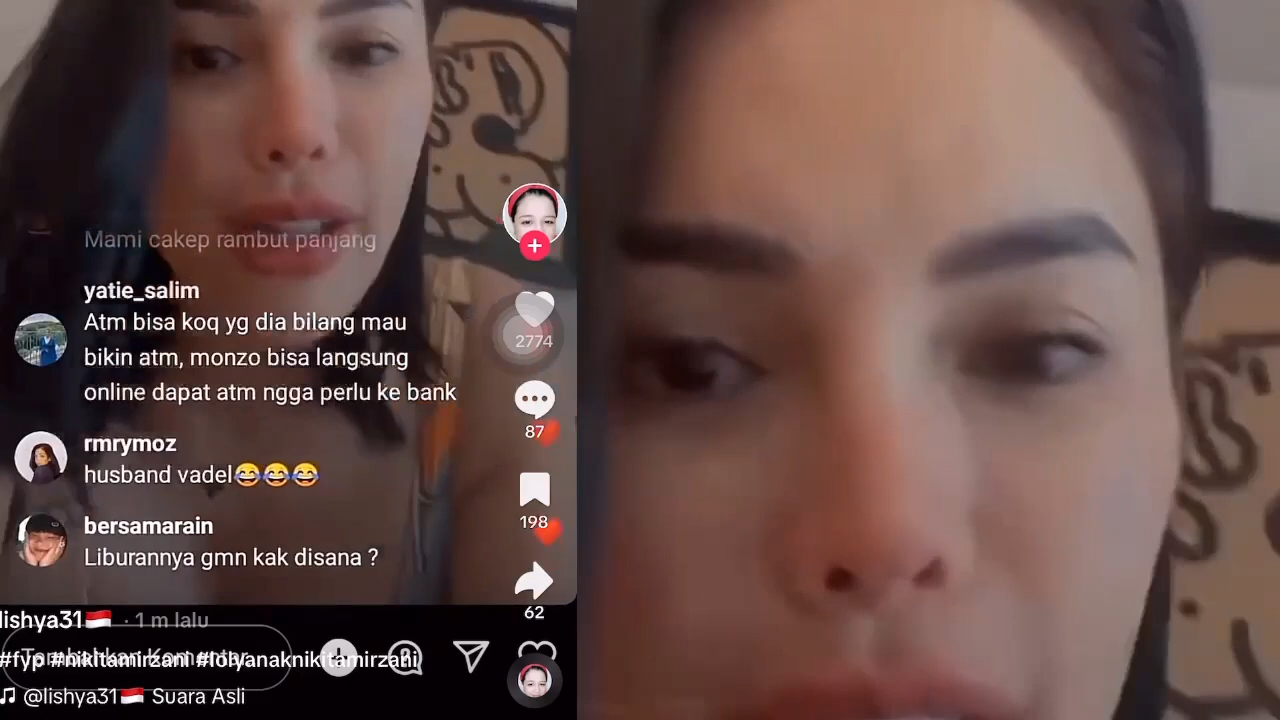 Mami cakep rambut panjang
yatie_salim
Atm bisa koq yg dia bilang mau
bikin atm, monzo bisa langsung
online dapat atm ngga perlu ke bank
rmrymoz
husband vadel😂😂😂
bersamarain
Liburannya gmn kak disana ?
2774
87
198
62
lishya31🇮🇩 · 1 m lalu
Tambahkan Komentar
#fyp #nikitamirzani #lolyanaknikitamirzani
@lishya31🇮🇩 Suara Asli